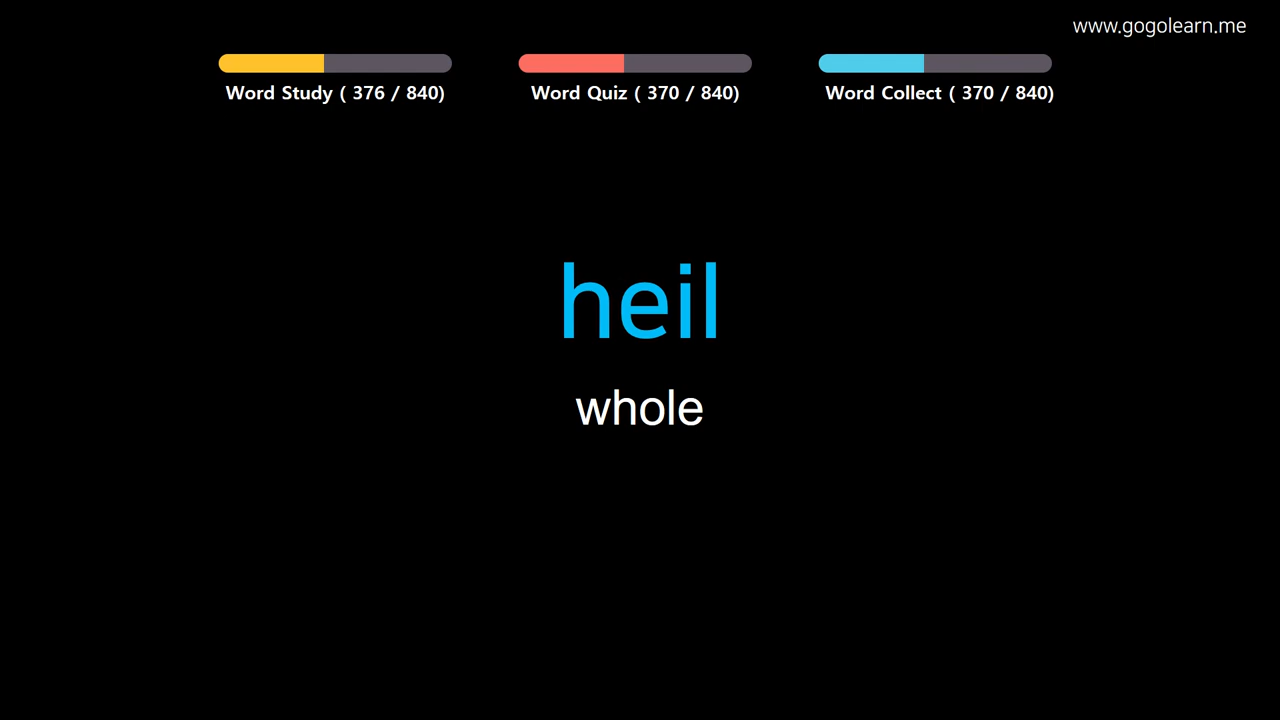 www.gogolearn.me
Word Study ( 376 / 840)
Word Quiz ( 370 / 840)
Word Collect ( 370 / 840)
heil
whole